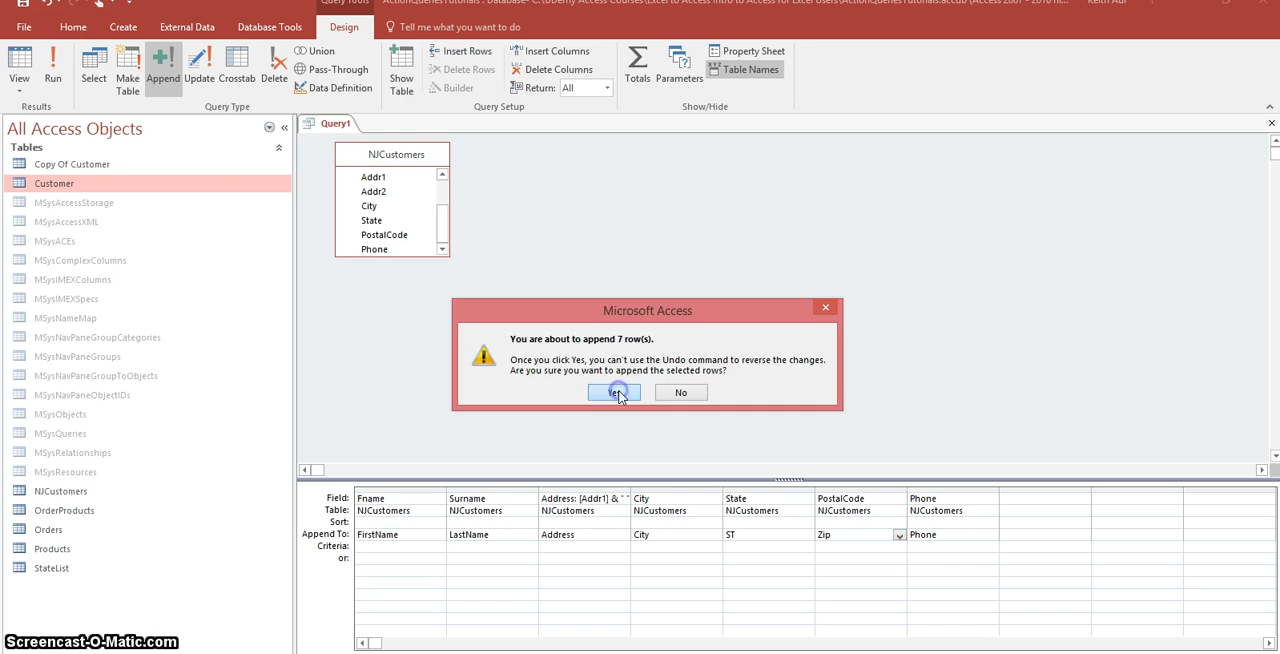 Query Tools ActionQueriesTutorials : Database- C:\Udemy Access Courses\Excel to Access Intro to Access for Excel Users\ActionQueriesTutorials.accdb (Access 2007 - 2016 fi...
File Home Create External Data Database Tools Design Tell me what you want to do
View Run Select Make Table Append Update Crosstab Delete
Union
Pass-Through
Data Definition
Show Table
Insert Rows
Delete Rows
Builder
Insert Columns
Delete Columns
Return: All
Totals Parameters
Property Sheet
Table Names
Results Query Type Query Setup Show/Hide
All Access Objects
Tables
Copy Of Customer
Customer
MSysAccessStorage
MSysAccessXML
MSysACEs
MSysComplexColumns
MSysIMEXColumns
MSysIMEXSpecs
MSysNameMap
MSysNavPaneGroupCategories
MSysNavPaneGroups
MSysNavPaneGroupToObjects
MSysNavPaneObjectIDs
MSysObjects
MSysQueries
MSysRelationships
MSysResources
NJCustomers
OrderProducts
Orders
Products
StateList
Query1
NJCustomers
Addr1
Addr2
City
State
PostalCode
Phone
Microsoft Access
You are about to append 7 row(s).
Once you click Yes, you can't use the Undo command to reverse the changes.
Are you sure you want to append the selected rows?
Yes No
Field: Fname Surname Address: [Addr1] & " " City State PostalCode Phone
Table: NJCustomers NJCustomers NJCustomers NJCustomers NJCustomers NJCustomers NJCustomers
Sort:
Append To: FirstName LastName Address City ST Zip Phone
Criteria:
or:
Screencast-O-Matic.com